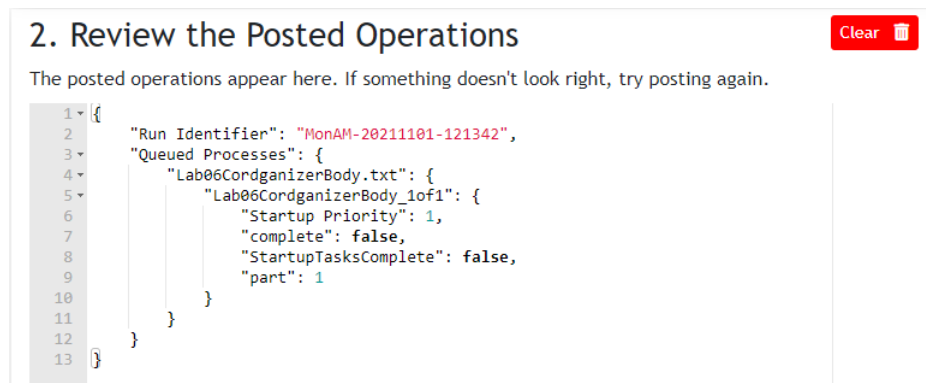 2. Review the Posted Operations
Clear
The posted operations appear here. If something doesn't look right, try posting again.
1 {
2 "Run Identifier": "MonAM-20211101-121342",
3 "Queued Processes": {
4 "Lab06CordganizerBody.txt": {
5 "Lab06CordganizerBody_1of1": {
6 "Startup Priority": 1,
7 "complete": false,
8 "StartupTasksComplete": false,
9 "part": 1
10 }
11 }
12 }
13 }